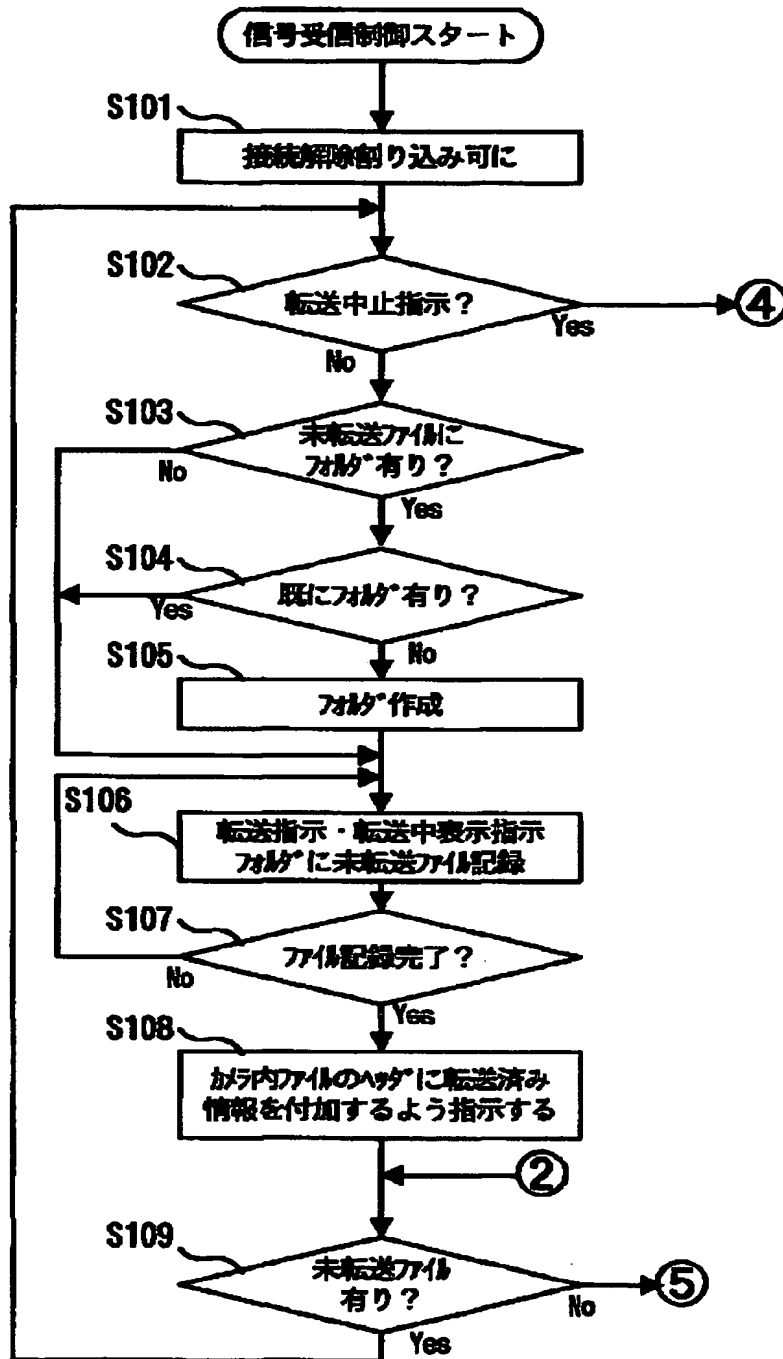 信号受信制御スタート
S101
接続解除割り込み可に
S102
転送中止指示？
Yes
④
No
S103
未転送ファイルに
フォルダ有り？
No
Yes
S104
既にフォルダ有り？
Yes
No
S105
フォルダ作成
S106
転送指示・転送中表示指示
フォルダに未転送ファイル記録
S107
ファイル記録完了？
No
Yes
S108
カメラ内ファイルのヘッダに転送済み
情報を付加するよう指示する
②
S109
未転送ファイル
有り？
No
⑤
Yes